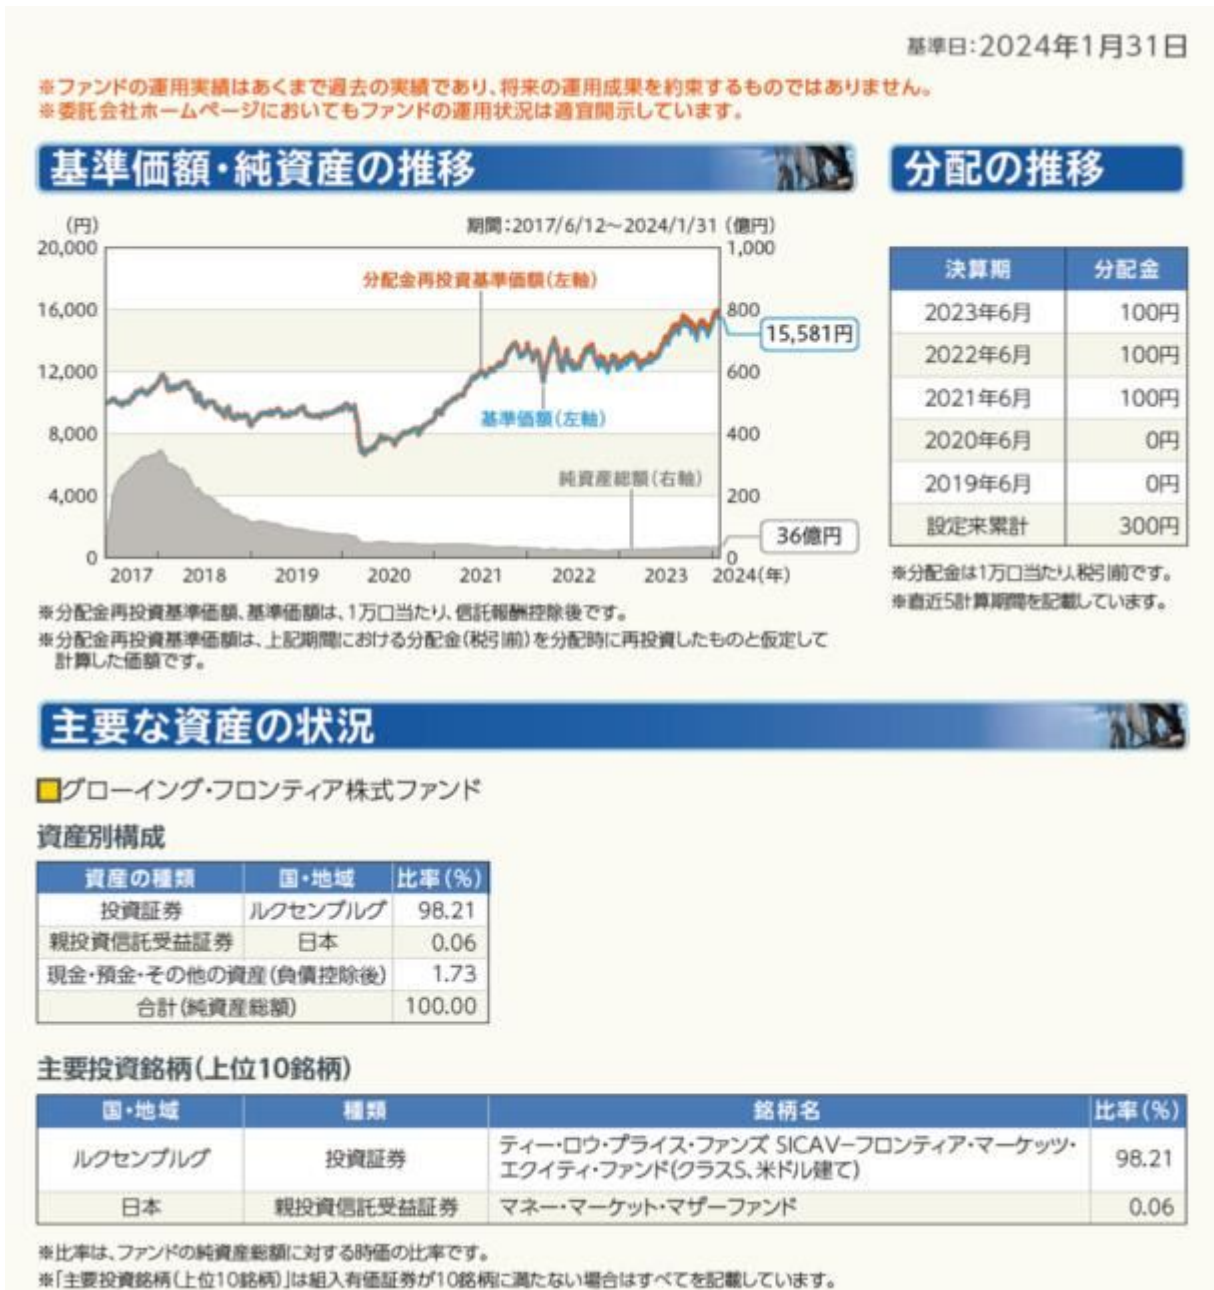 基準日:2024年1月31日
※ファンドの運用実績はあくまで過去の実績であり、将来の運用成果を約束するものではありません。
※委託会社ホームページにおいてもファンドの運用状況は適宜開示しています。
基準価額・純資産の推移
(円)
期間:2017/6/12～2024/1/31
(億円)
20,000
16,000
12,000
8,000
4,000
0
1,000
800
600
400
200
0
分配金再投資基準価額(左軸)
15,581円
基準価額(左軸)
純資産総額(右軸)
36億円
2017 2018 2019 2020 2021 2022 2023 2024(年)
※分配金再投資基準価額、基準価額は、1万口当たり、信託報酬控除後です。
※分配金再投資基準価額は、上記期間における分配金(税引前)を分配時に再投資したものと仮定して
計算した価額です。
分配の推移
決算期 分配金
2023年6月 100円
2022年6月 100円
2021年6月 100円
2020年6月 0円
2019年6月 0円
設定来累計 300円
※分配金は1万口当たり、税引前です。
※直近5計算期間を記載しています。
主要な資産の状況
グローイング・フロンティア株式ファンド
資産別構成
資産の種類 国・地域 比率(%)
投資証券 ルクセンブルグ 98.21
親投資信託受益証券 日本 0.06
現金・預金・その他の資産(負債控除後) 1.73
合計(純資産総額) 100.00
主要投資銘柄(上位10銘柄)
国・地域 種類 銘柄名 比率(%)
ルクセンブルグ 投資証券 ティー・ロウ・プライス・ファンズ SICAV−フロンティア・マーケッツ・
エクイティ・ファンド(クラスS、米ドル建て) 98.21
日本 親投資信託受益証券 マネー・マーケット・マザーファンド 0.06
※比率は、ファンドの純資産総額に対する時価の比率です。
※「主要投資銘柄(上位10銘柄)」は組入有価証券が10銘柄に満たない場合はすべてを記載しています。